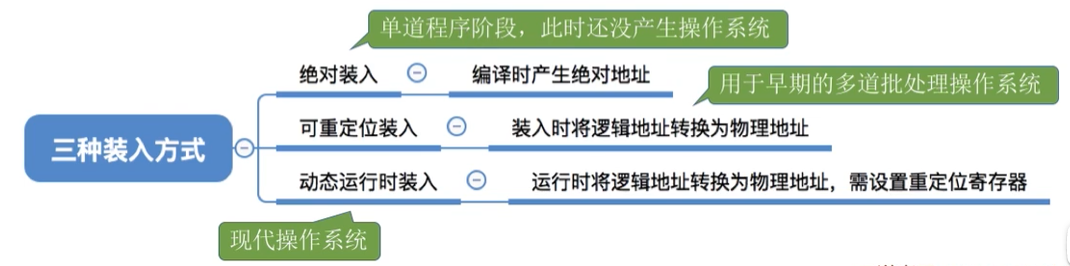 单道程序阶段，此时还没产生操作系统
绝对装入
编译时产生绝对地址
用于早期的多道批处理操作系统
三种装入方式
可重定位装入
装入时将逻辑地址转换为物理地址
动态运行时装入
运行时将逻辑地址转换为物理地址，需设置重定位寄存器
现代操作系统